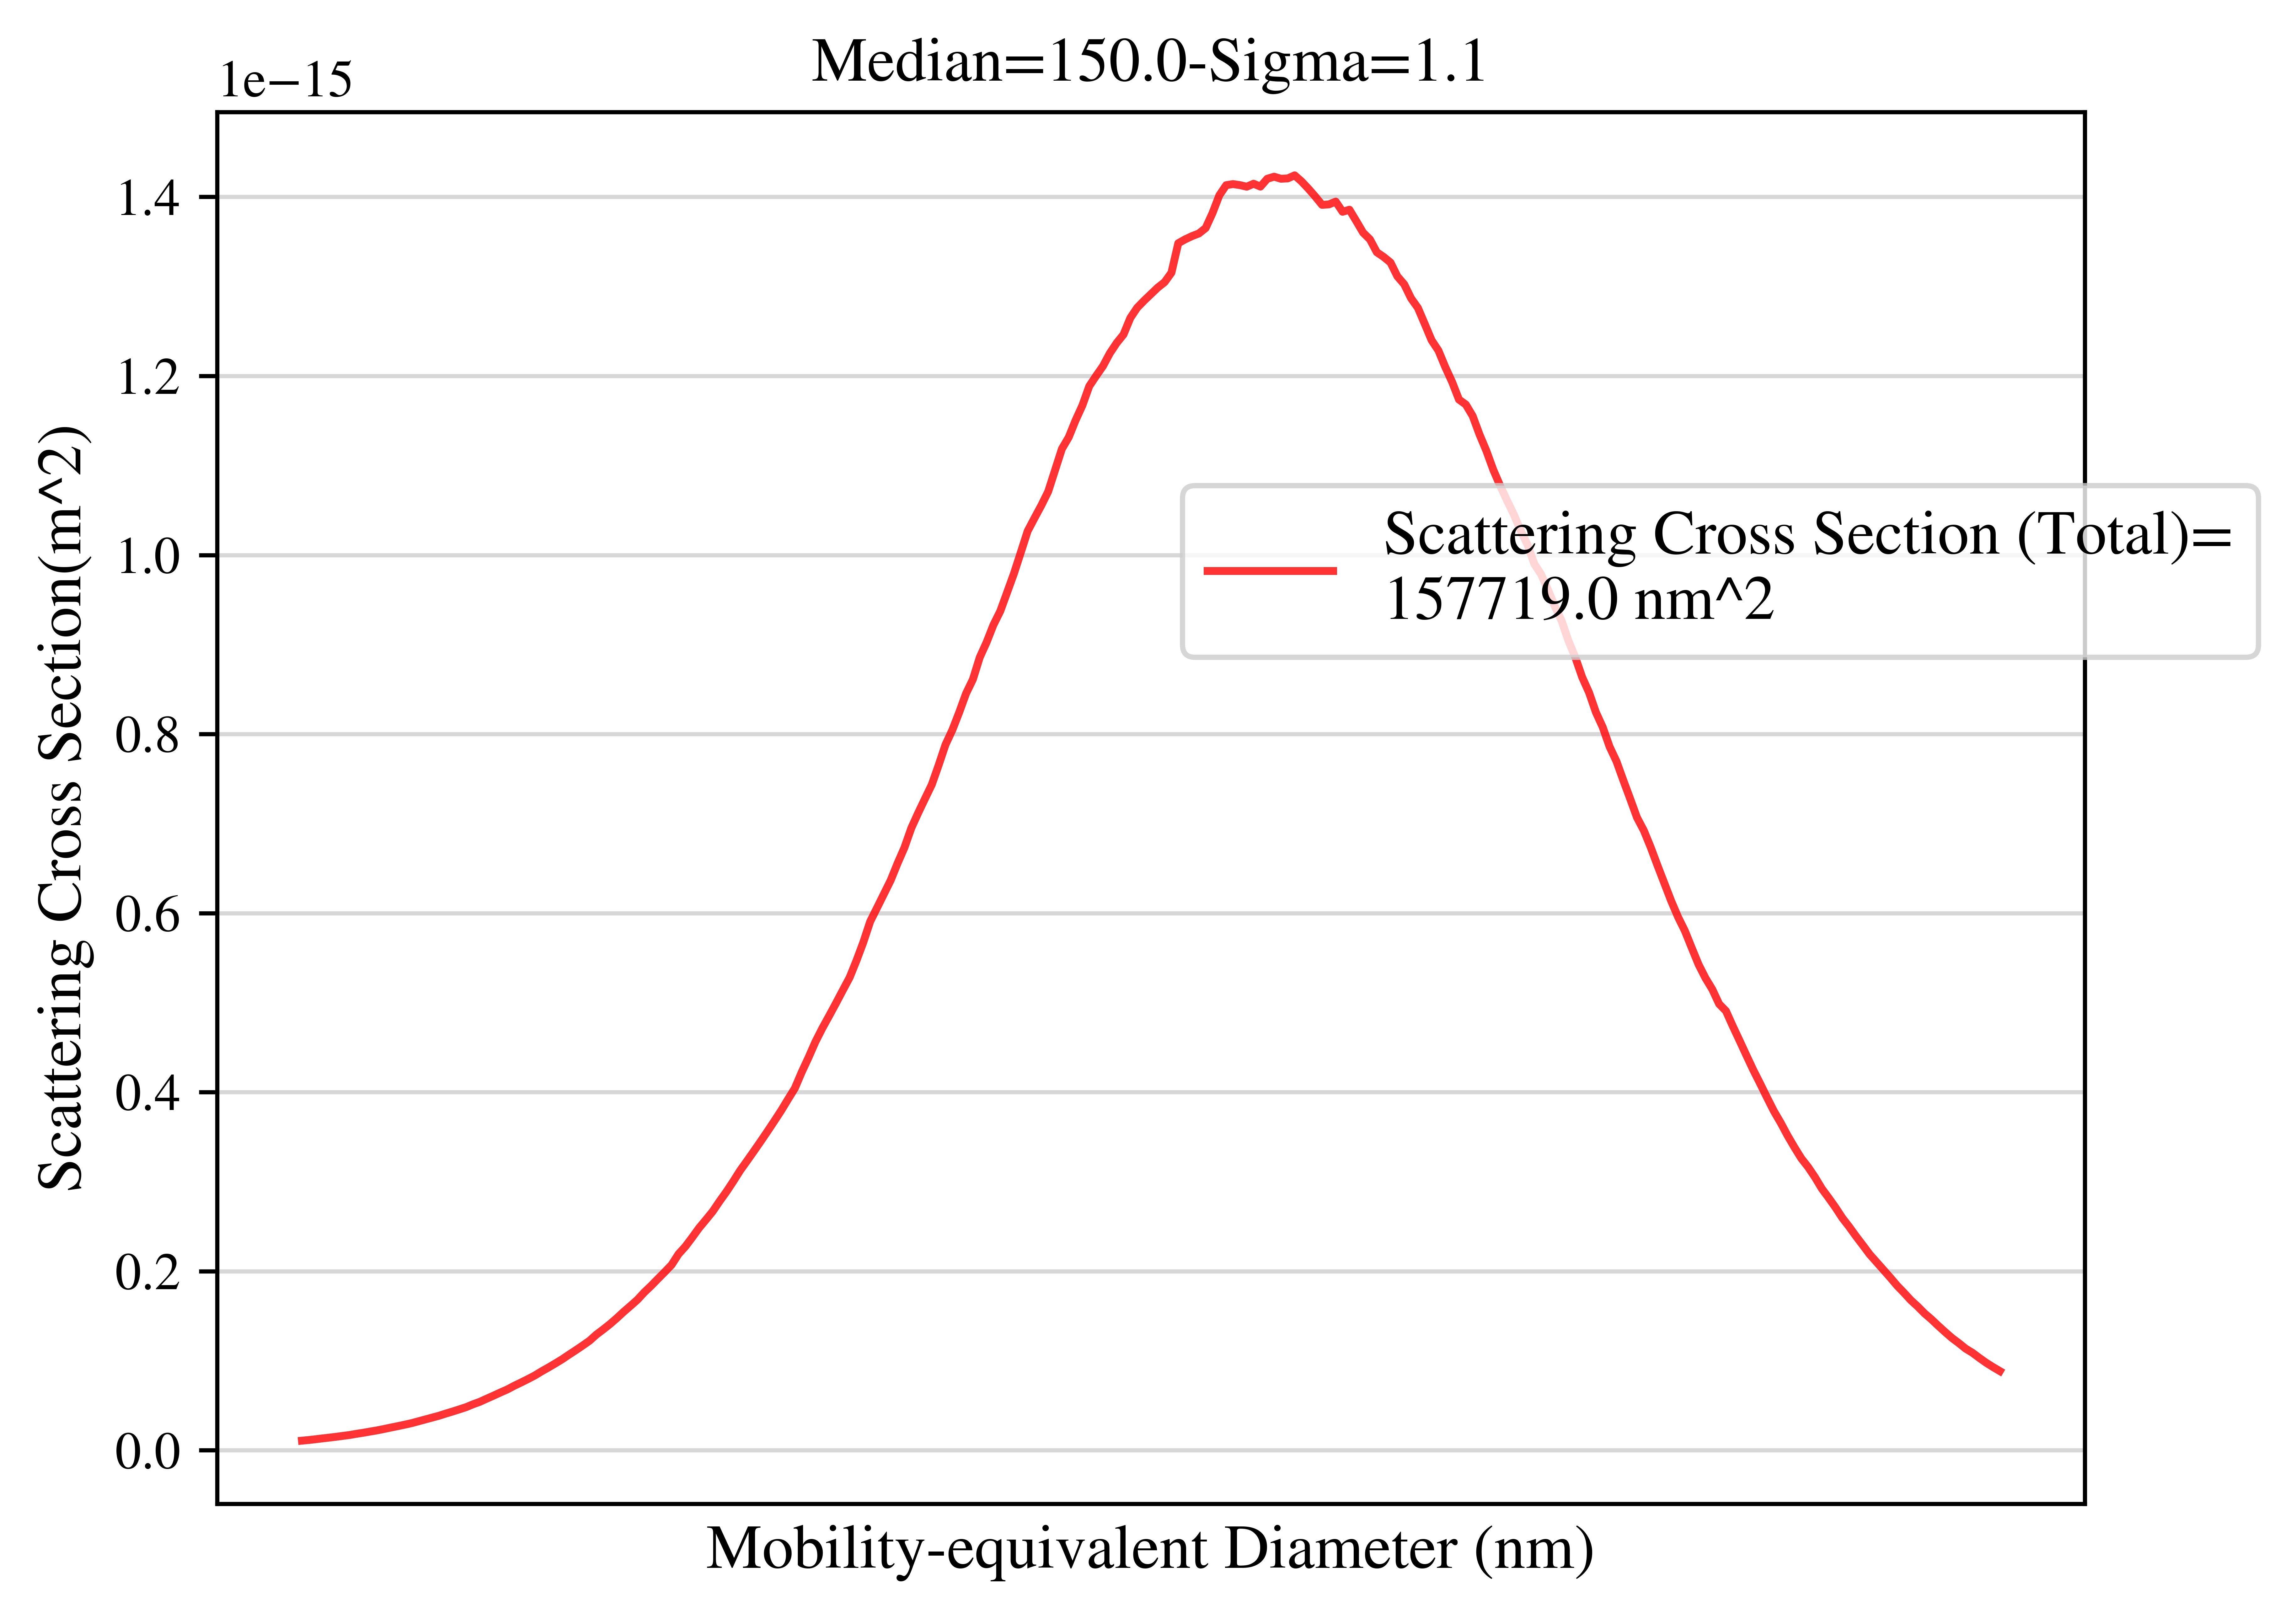 Median=150.0-Sigma=1.1
1e−15
1.4
1.2
1.0
0.8
0.6
0.4
0.2
0.0
Scattering Cross Section(m^2)
Scattering Cross Section (Total)=
157719.0 nm^2
Mobility-equivalent Diameter (nm)